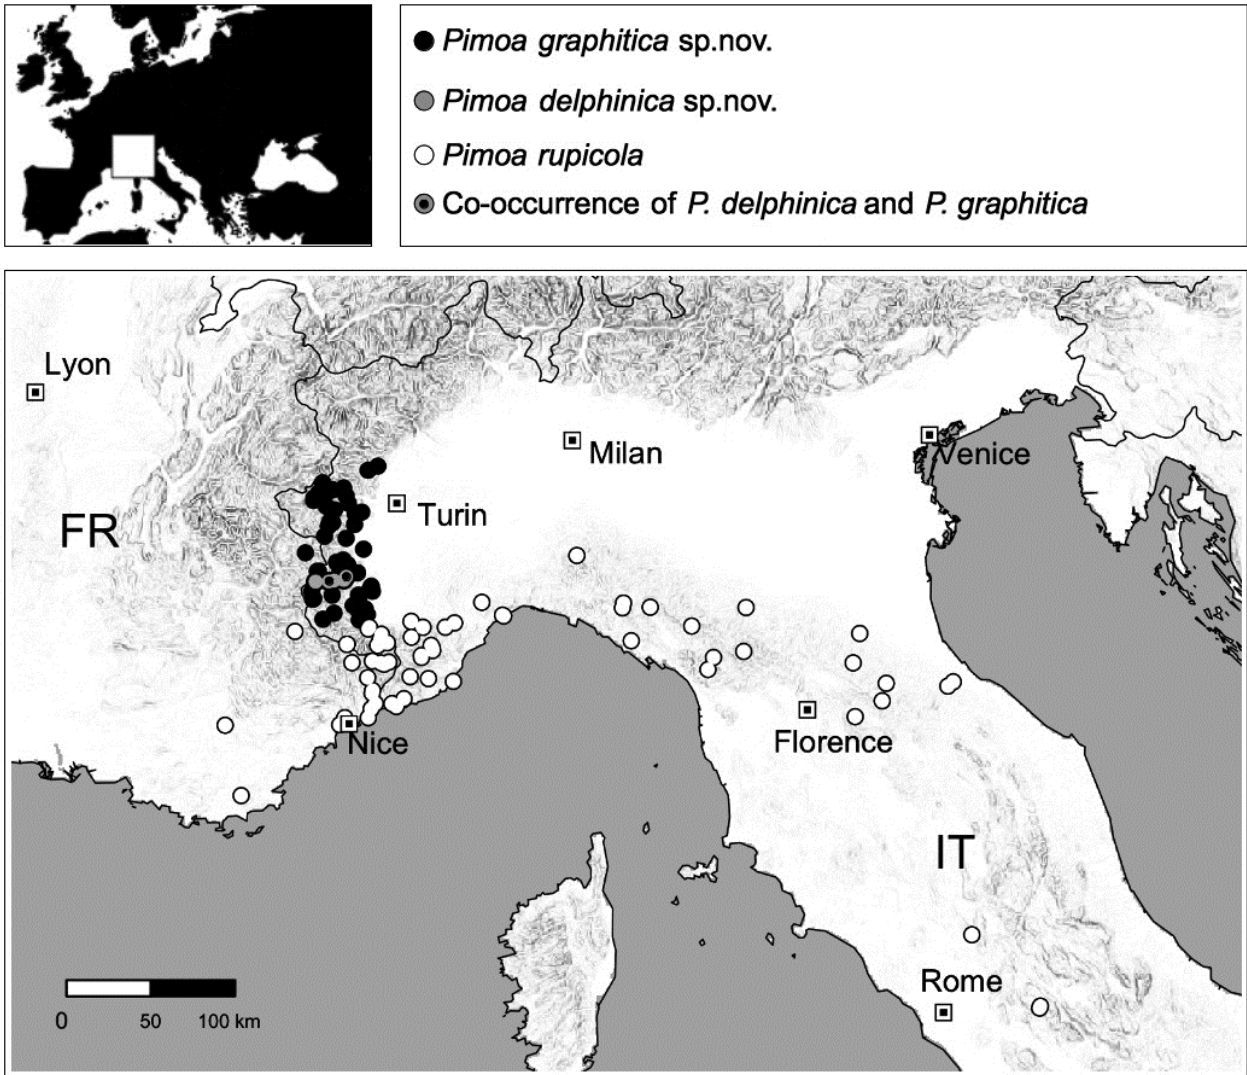 Pimoa graphitica sp.nov.
Pimoa delphinica sp.nov.
Pimoa rupicola
Co-occurrence of P. delphinica and P. graphitica
Lyon
Milan
Venice
Turin
FR
Nice
Florence
IT
Rome
0 50 100 km